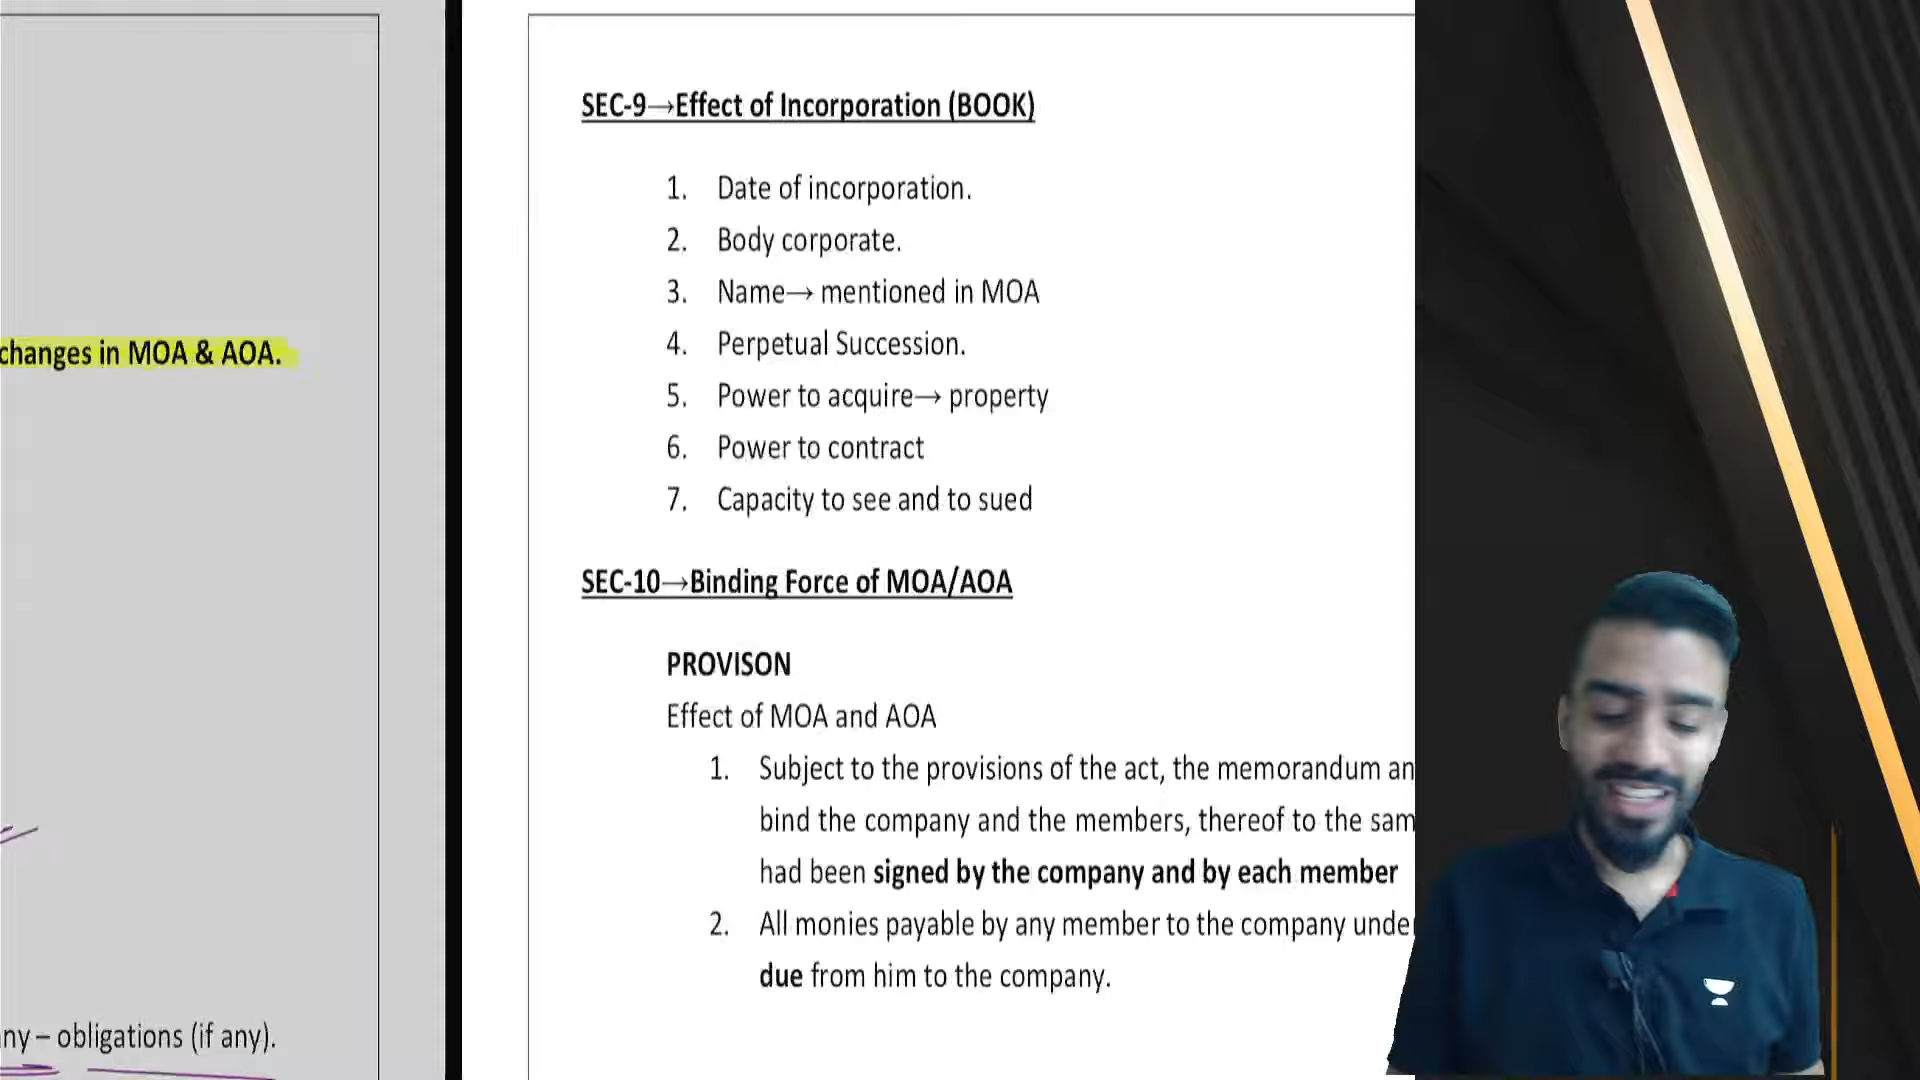 changes in MOA & AOA.
obligations (if any).
SEC-9→Effect of Incorporation (BOOK)
1. Date of incorporation.
2. Body corporate.
3. Name→ mentioned in MOA
4. Perpetual Succession.
5. Power to acquire→ property
6. Power to contract
7. Capacity to see and to sued
SEC-10→Binding Force of MOA/AOA
PROVISON
Effect of MOA and AOA
1. Subject to the provisions of the act, the memorandum
bind the company and the members, thereof to the
had been signed by the company and by each member
2. All monies payable by any member to the company
due from him to the company.